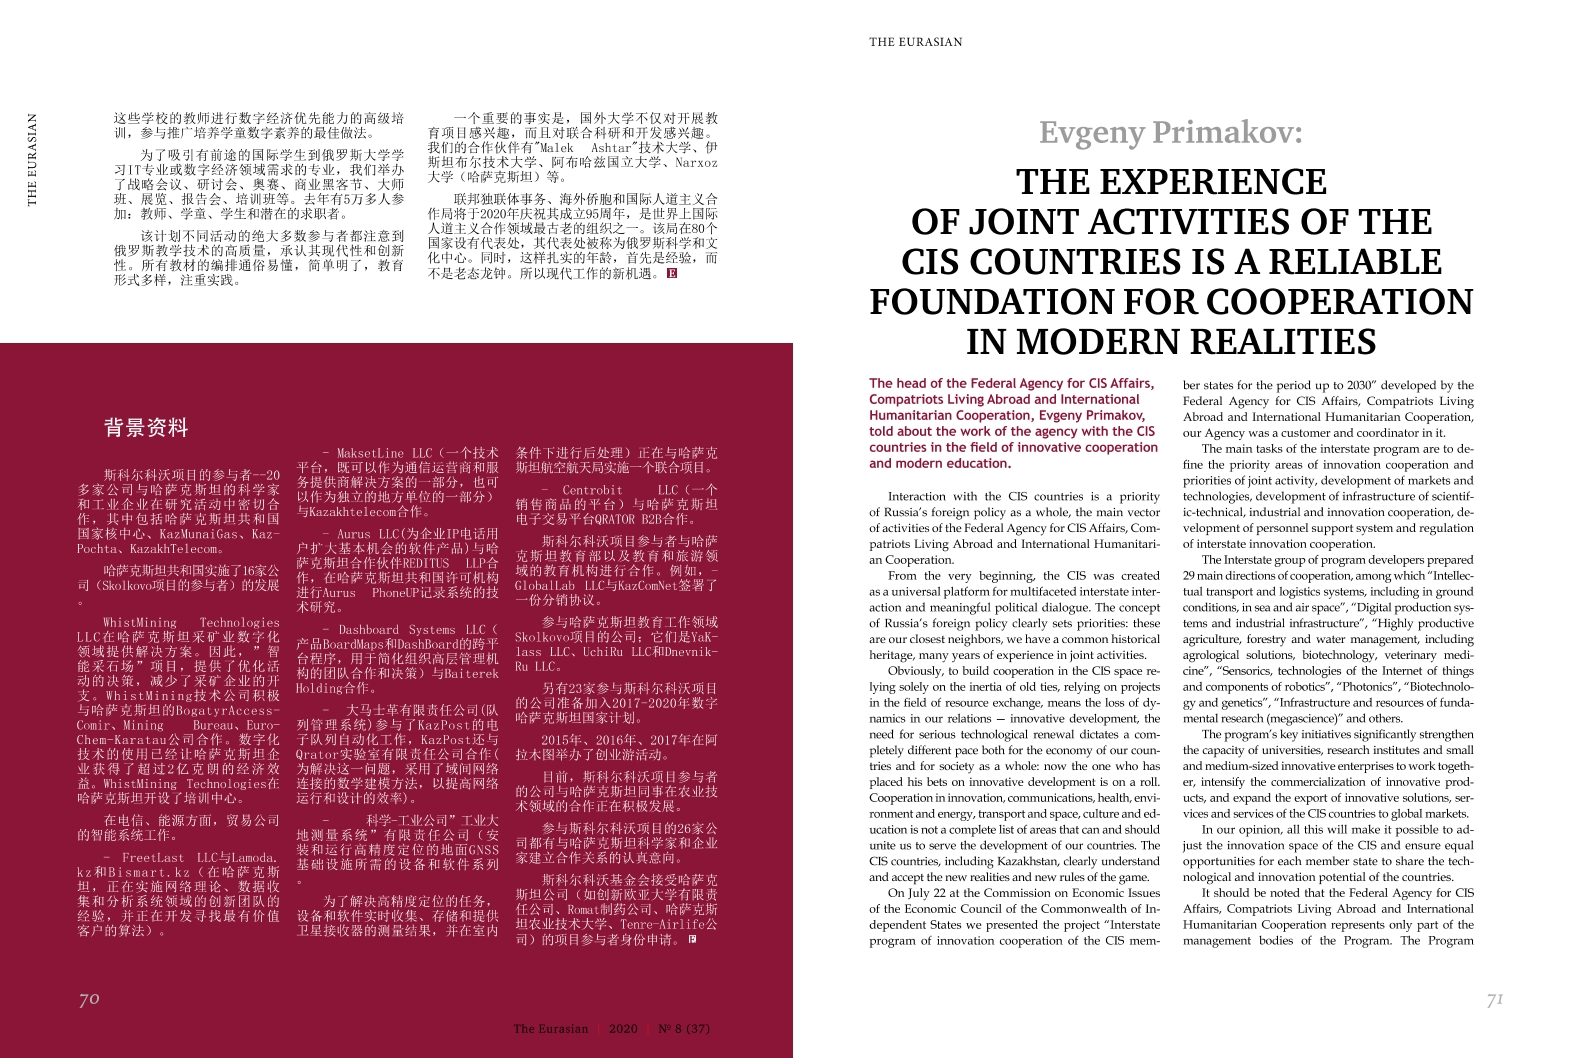 THE EURASIAN
这些学校的教师进行数字经济优先能力的高级培
训，参与推广培养学童数字素养的最佳做法。
为了吸引有前途的国际学生到俄罗斯大学学
习IT专业或数字经济领域需求的专业，我们举办
了战略会议、研讨会、奥赛、商业黑客节、大师
班、展览、报告会、培训班等。去年有5万多人参
加：教师、学童、学生和潜在的求职者。
该计划不同活动的绝大多数参与者都注意到
俄罗斯教学技术的高质量，承认其现代性和创新
性。所有教材的编排通俗易懂，简单明了，教育
形式多样，注重实践。
一个重要的事实是，国外大学不仅对开展教
育项目感兴趣，而且对联合科研和开发感兴趣。
我们的合作伙伴有"Malek Ashtar"技术大学、伊
斯坦布尔技术大学、阿布哈兹国立大学、Narxoz
大学（哈萨克斯坦）等。
联邦独联体事务、海外侨胞和国际人道主义合
作局将于2020年庆祝其成立95周年，是世界上国际
人道主义合作领域最古老的组织之一。该局在80个
国家设有代表处，其代表处被称为俄罗斯科学和文
化中心。同时，这样扎实的年龄，首先是经验，而
不是老态龙钟。所以现代工作的新机遇。E
背景资料
斯科尔科沃项目的参与者--20
多家公司与哈萨克斯坦的科学家
和工业企业在研究活动中密切合
作，其中包括哈萨克斯坦共和国
国家核中心、KazMunaiGas、Kaz-
Pochta、KazakhTelecom。
哈萨克斯坦共和国实施了16家公
司（Skolkovo项目的参与者）的发展
。
WhistMining Technologies
LLC在哈萨克斯坦采矿业数字化
领域提供解决方案。因此，”智
能采石场”项目，提供了优化活
动的决策，减少了采矿企业的开
支。WhistMining技术公司积极
与哈萨克斯坦的BogatyrAccess-
Comir、Mining Bureau、Euro-
Chem-Karatau公司合作。数字化
技术的使用已经让哈萨克斯坦企
业获得了超过2亿克朗的经济效
益。WhistMining Technologies在
哈萨克斯坦开设了培训中心。
在电信、能源方面，贸易公司
的智能系统工作。
- FreetLast LLC与Lamoda.
kz和Bismart.kz（在哈萨克斯
坦，正在实施网络理论、数据收
集和分析系统领域的创新团队的
经验，并正在开发寻找最有价值
客户的算法）。
- MaksetLine LLC（一个技术
平台，既可以作为通信运营商和服
务提供商解决方案的一部分，也可
以作为独立的地方单位的一部分）
与Kazakhtelecom合作。
- Aurus LLC(为企业IP电话用
户扩大基本机会的软件产品)与哈
萨克斯坦合作伙伴REDITUS LLP合
作，在哈萨克斯坦共和国许可机构
进行Aurus PhoneUP记录系统的技
术研究。
- Dashboard Systems LLC（
产品BoardMaps和DashBoard的跨平
台程序，用于简化组织高层管理机
构的团队合作和决策）与Baiterek
Holding合作。
- 大马士革有限责任公司(队
列管理系统)参与了KazPost的电
子队列自动化工作，KazPost还与
Qrator实验室有限责任公司合作(
为解决这一问题，采用了域间网络
连接的数学建模方法，以提高网络
运行和设计的效率)。
- 科学-工业公司”工业大
地测量系统”有限责任公司（安
装和运行高精度定位的地面GNSS
基础设施所需的设备和软件系列
。
为了解决高精度定位的任务，
设备和软件实时收集、存储和提供
卫星接收器的测量结果，并在室内
条件下进行后处理）正在与哈萨克
斯坦航空航天局实施一个联合项目。
- Centrobit LLC（一个
销售商品的平台）与哈萨克斯坦
电子交易平台QRATOR B2B合作。
斯科尔科沃项目参与者与哈萨
克斯坦教育部以及教育和旅游领
域的教育机构进行合作。例如，-
GlobalLab LLC与KazComNet签署了
一份分销协议。
参与哈萨克斯坦教育工作领域
Skolkovo项目的公司；它们是YaK-
lass LLC、UchiRu LLC和Dnevnik-
Ru LLC。
另有23家参与斯科尔科沃项目
的公司准备加入2017-2020年数字
哈萨克斯坦国家计划。
2015年、2016年、2017年在阿
拉木图举办了创业游活动。
目前，斯科尔科沃项目参与者
的公司与哈萨克斯坦同事在农业技
术领域的合作正在积极发展。
参与斯科尔科沃项目的26家公
司都有与哈萨克斯坦科学家和企业
家建立合作关系的认真意向。
斯科尔科沃基金会接受哈萨克
斯坦公司（如创新欧亚大学有限责
任公司、Romat制药公司、哈萨克斯
坦农业技术大学、Tenre-Airlife公
司）的项目参与者身份申请。E
70
The Eurasian | 2020 | № 8 (37)
THE EURASIAN
Evgeny Primakov:
THE EXPERIENCE
OF JOINT ACTIVITIES OF THE
CIS COUNTRIES IS A RELIABLE
FOUNDATION FOR COOPERATION
IN MODERN REALITIES
The head of the Federal Agency for CIS Affairs,
Compatriots Living Abroad and International
Humanitarian Cooperation, Evgeny Primakov,
told about the work of the agency with the CIS
countries in the field of innovative cooperation
and modern education.
Interaction with the CIS countries is a priority
of Russia’s foreign policy as a whole, the main vector
of activities of the Federal Agency for CIS Affairs, Com-
patriots Living Abroad and International Humanitari-
an Cooperation.
From the very beginning, the CIS was created
as a universal platform for multifaceted interstate inter-
action and meaningful political dialogue. The concept
of Russia’s foreign policy clearly sets priorities: these
are our closest neighbors, we have a common historical
heritage, many years of experience in joint activities.
Obviously, to build cooperation in the CIS space re-
lying solely on the inertia of old ties, relying on projects
in the field of resource exchange, means the loss of dy-
namics in our relations — innovative development, the
need for serious technological renewal dictates a com-
pletely different pace both for the economy of our coun-
tries and for society as a whole: now the one who has
placed his bets on innovative development is on a roll.
Cooperation in innovation, communications, health, envi-
ronment and energy, transport and space, culture and ed-
ucation is not a complete list of areas that can and should
unite us to serve the development of our countries. The
CIS countries, including Kazakhstan, clearly understand
and accept the new realities and new rules of the game.
On July 22 at the Commission on Economic Issues
of the Economic Council of the Commonwealth of In-
dependent States we presented the project “Interstate
program of innovation cooperation of the CIS mem-
ber states for the period up to 2030” developed by the
Federal Agency for CIS Affairs, Compatriots Living
Abroad and International Humanitarian Cooperation,
our Agency was a customer and coordinator in it.
The main tasks of the interstate program are to de-
fine the priority areas of innovation cooperation and
priorities of joint activity, development of markets and
technologies, development of infrastructure of scientif-
ic-technical, industrial and innovation cooperation, de-
velopment of personnel support system and regulation
of interstate innovation cooperation.
The Interstate group of program developers prepared
29 main directions of cooperation, among which “Intellec-
tual transport and logistics systems, including in ground
conditions, in sea and air space”, “Digital production sys-
tems and industrial infrastructure”, “Highly productive
agriculture, forestry and water management, including
agrological solutions, biotechnology, veterinary medi-
cine”, “Sensorics, technologies of the Internet of things
and components of robotics”, “Photonics”, “Biotechnolo-
gy and genetics”, “Infrastructure and resources of funda-
mental research (megascience)” and others.
The program’s key initiatives significantly strengthen
the capacity of universities, research institutes and small
and medium-sized innovative enterprises to work togeth-
er, intensify the commercialization of innovative prod-
ucts, and expand the export of innovative solutions, ser-
vices and services of the CIS countries to global markets.
In our opinion, all this will make it possible to ad-
just the innovation space of the CIS and ensure equal
opportunities for each member state to share the tech-
nological and innovation potential of the countries.
It should be noted that the Federal Agency for CIS
Affairs, Compatriots Living Abroad and International
Humanitarian Cooperation represents only part of the
management bodies of the Program. The Program
71